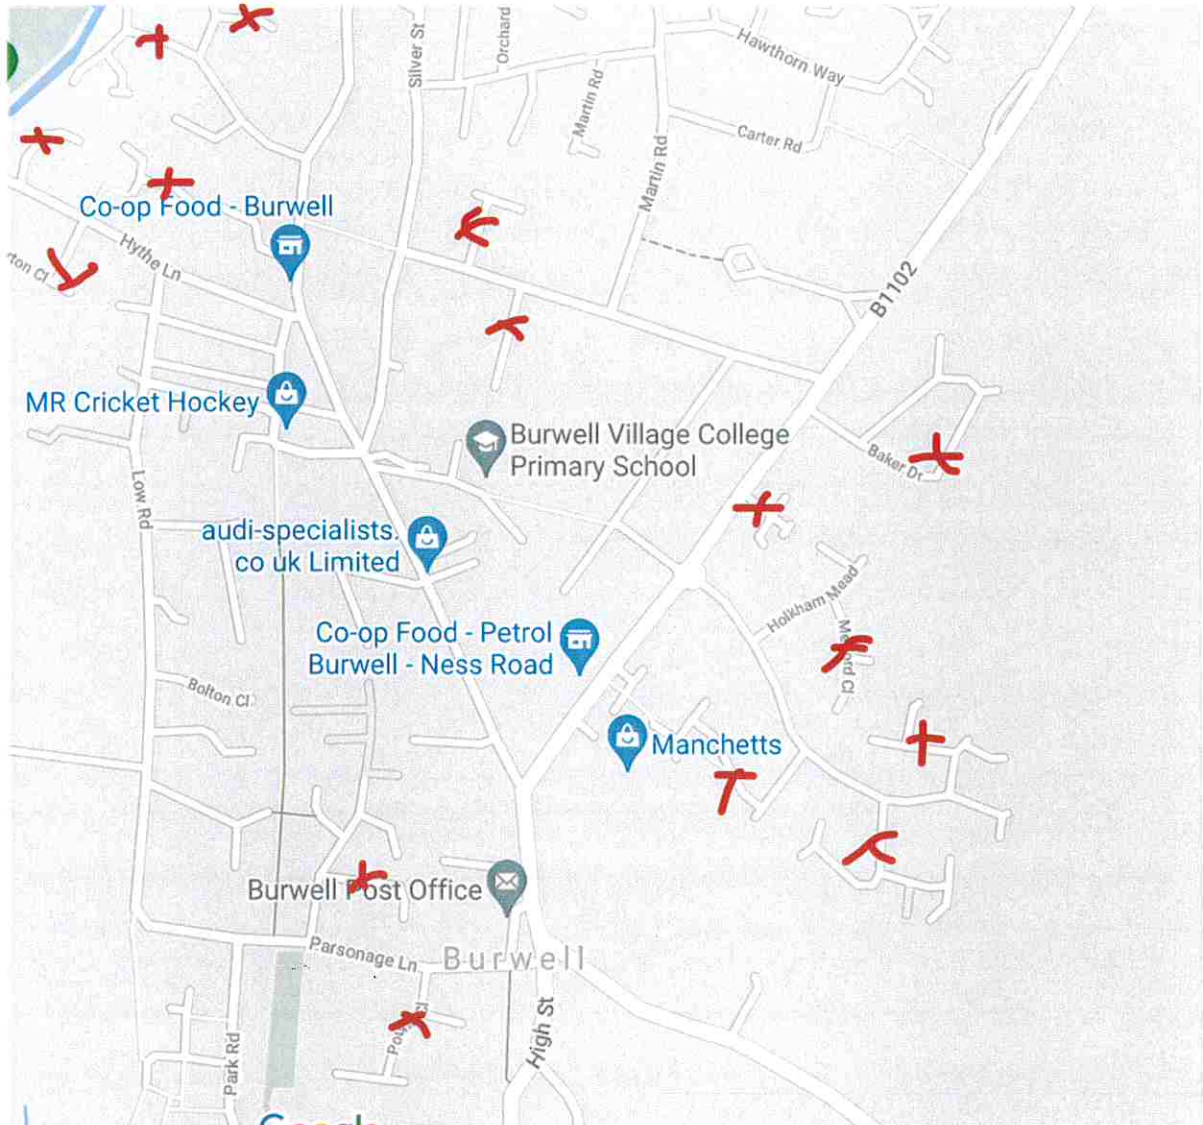 Silver St
Orchard
Hawthorn Way
Martin Rd
Carter Rd
Martin Rd
Co-op Food - Burwell
Hythe Ln
B1102
MR Cricket Hockey
Burwell Village College
Primary School
Baker Dr
Low Rd
audi-specialists.
co uk Limited
Holkham Mead
Co-op Food - Petrol
Burwell - Ness Road
Bolton Cl
Manchetts
Burwell Post Office
Parsonage Ln
Burwell
High St
Park Rd